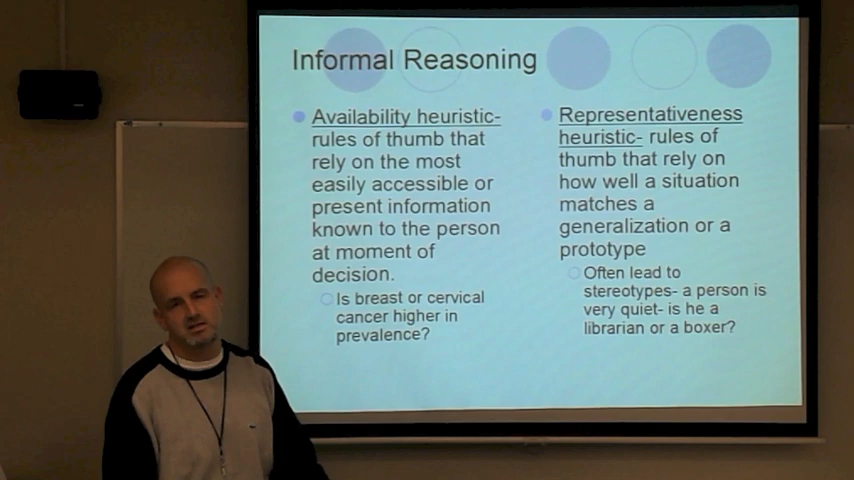 Informal Reasoning
Availability heuristic-
rules of thumb that
rely on the most
easily accessible or
present information
known to the person
at moment of
decision.
Is breast or cervical
cancer higher in
prevalence?
Representativeness
heuristic- rules of
thumb that rely on
how well a situation
matches a
generalization or a
prototype
Often lead to
stereotypes- a person is
very quiet- is he a
librarian or a boxer?